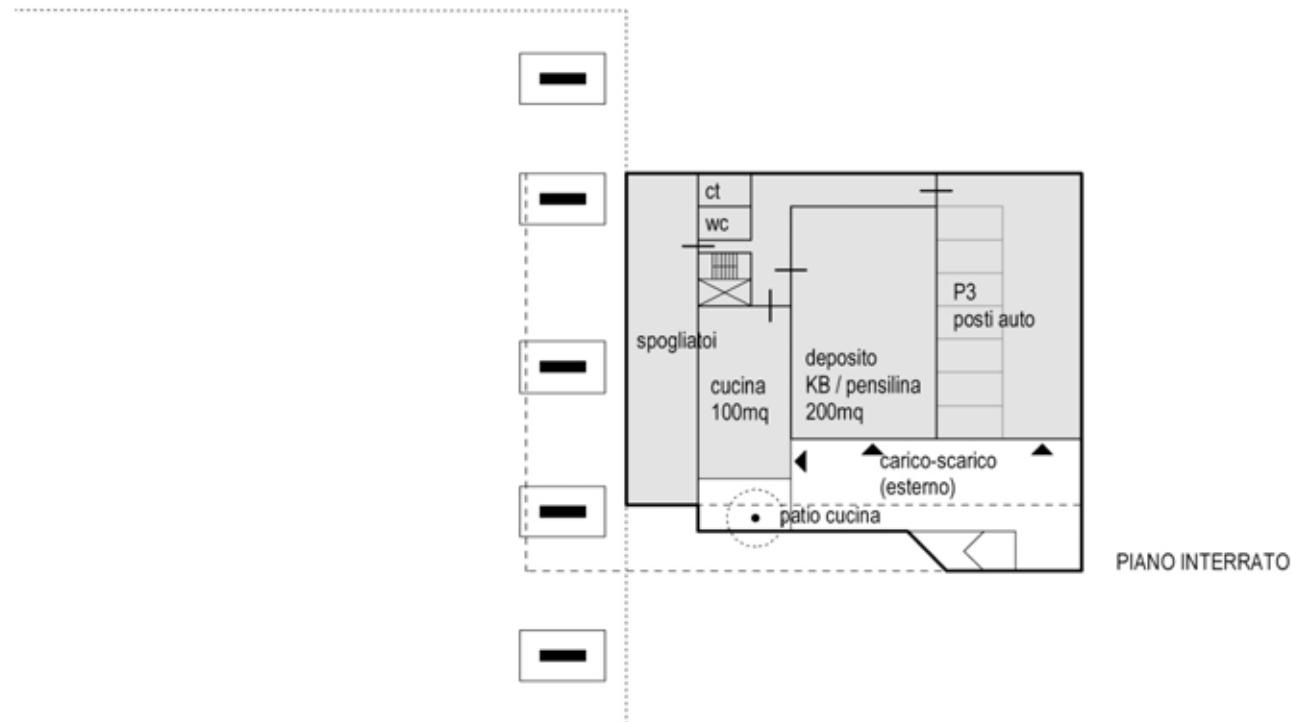 ct
wc
P3
posti auto
spogliatoi
deposito
KB / pensilina
200mq
cucina
100mq
carico-scarico
(esterno)
patio cucina
PIANO INTERRATO